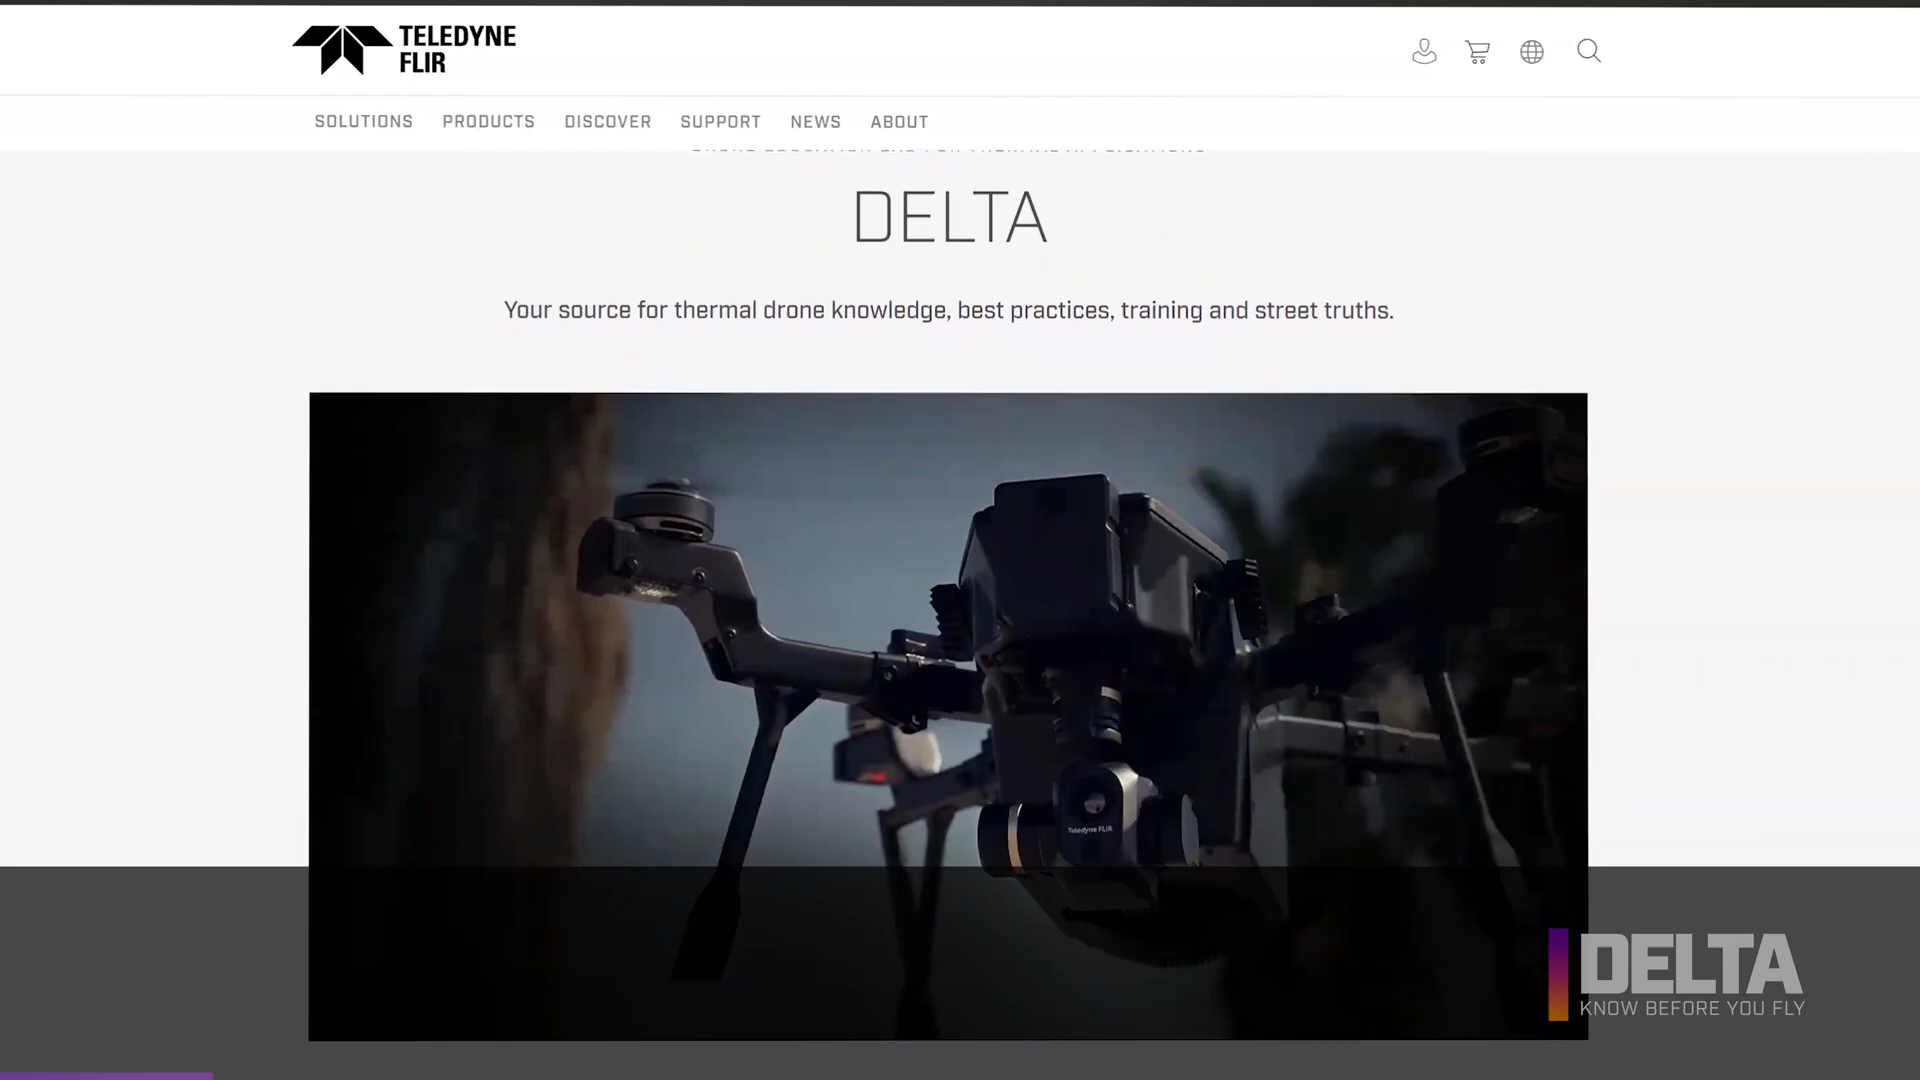 TELEDYNE
FLIR
SOLUTIONS PRODUCTS DISCOVER SUPPORT NEWS ABOUT
DELTA
Your source for thermal drone knowledge, best practices, training and street truths.
Teledyne FLIR
DELTA
KNOW BEFORE YOU FLY